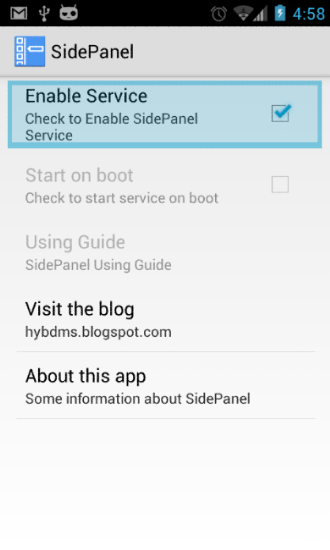 4:58
SidePanel
Enable Service
Check to Enable SidePanel
Service
Start on boot
Check to start service on boot
Using Guide
SidePanel Using Guide
Visit the blog
hybdms.blogspot.com
About this app
Some information about SidePanel